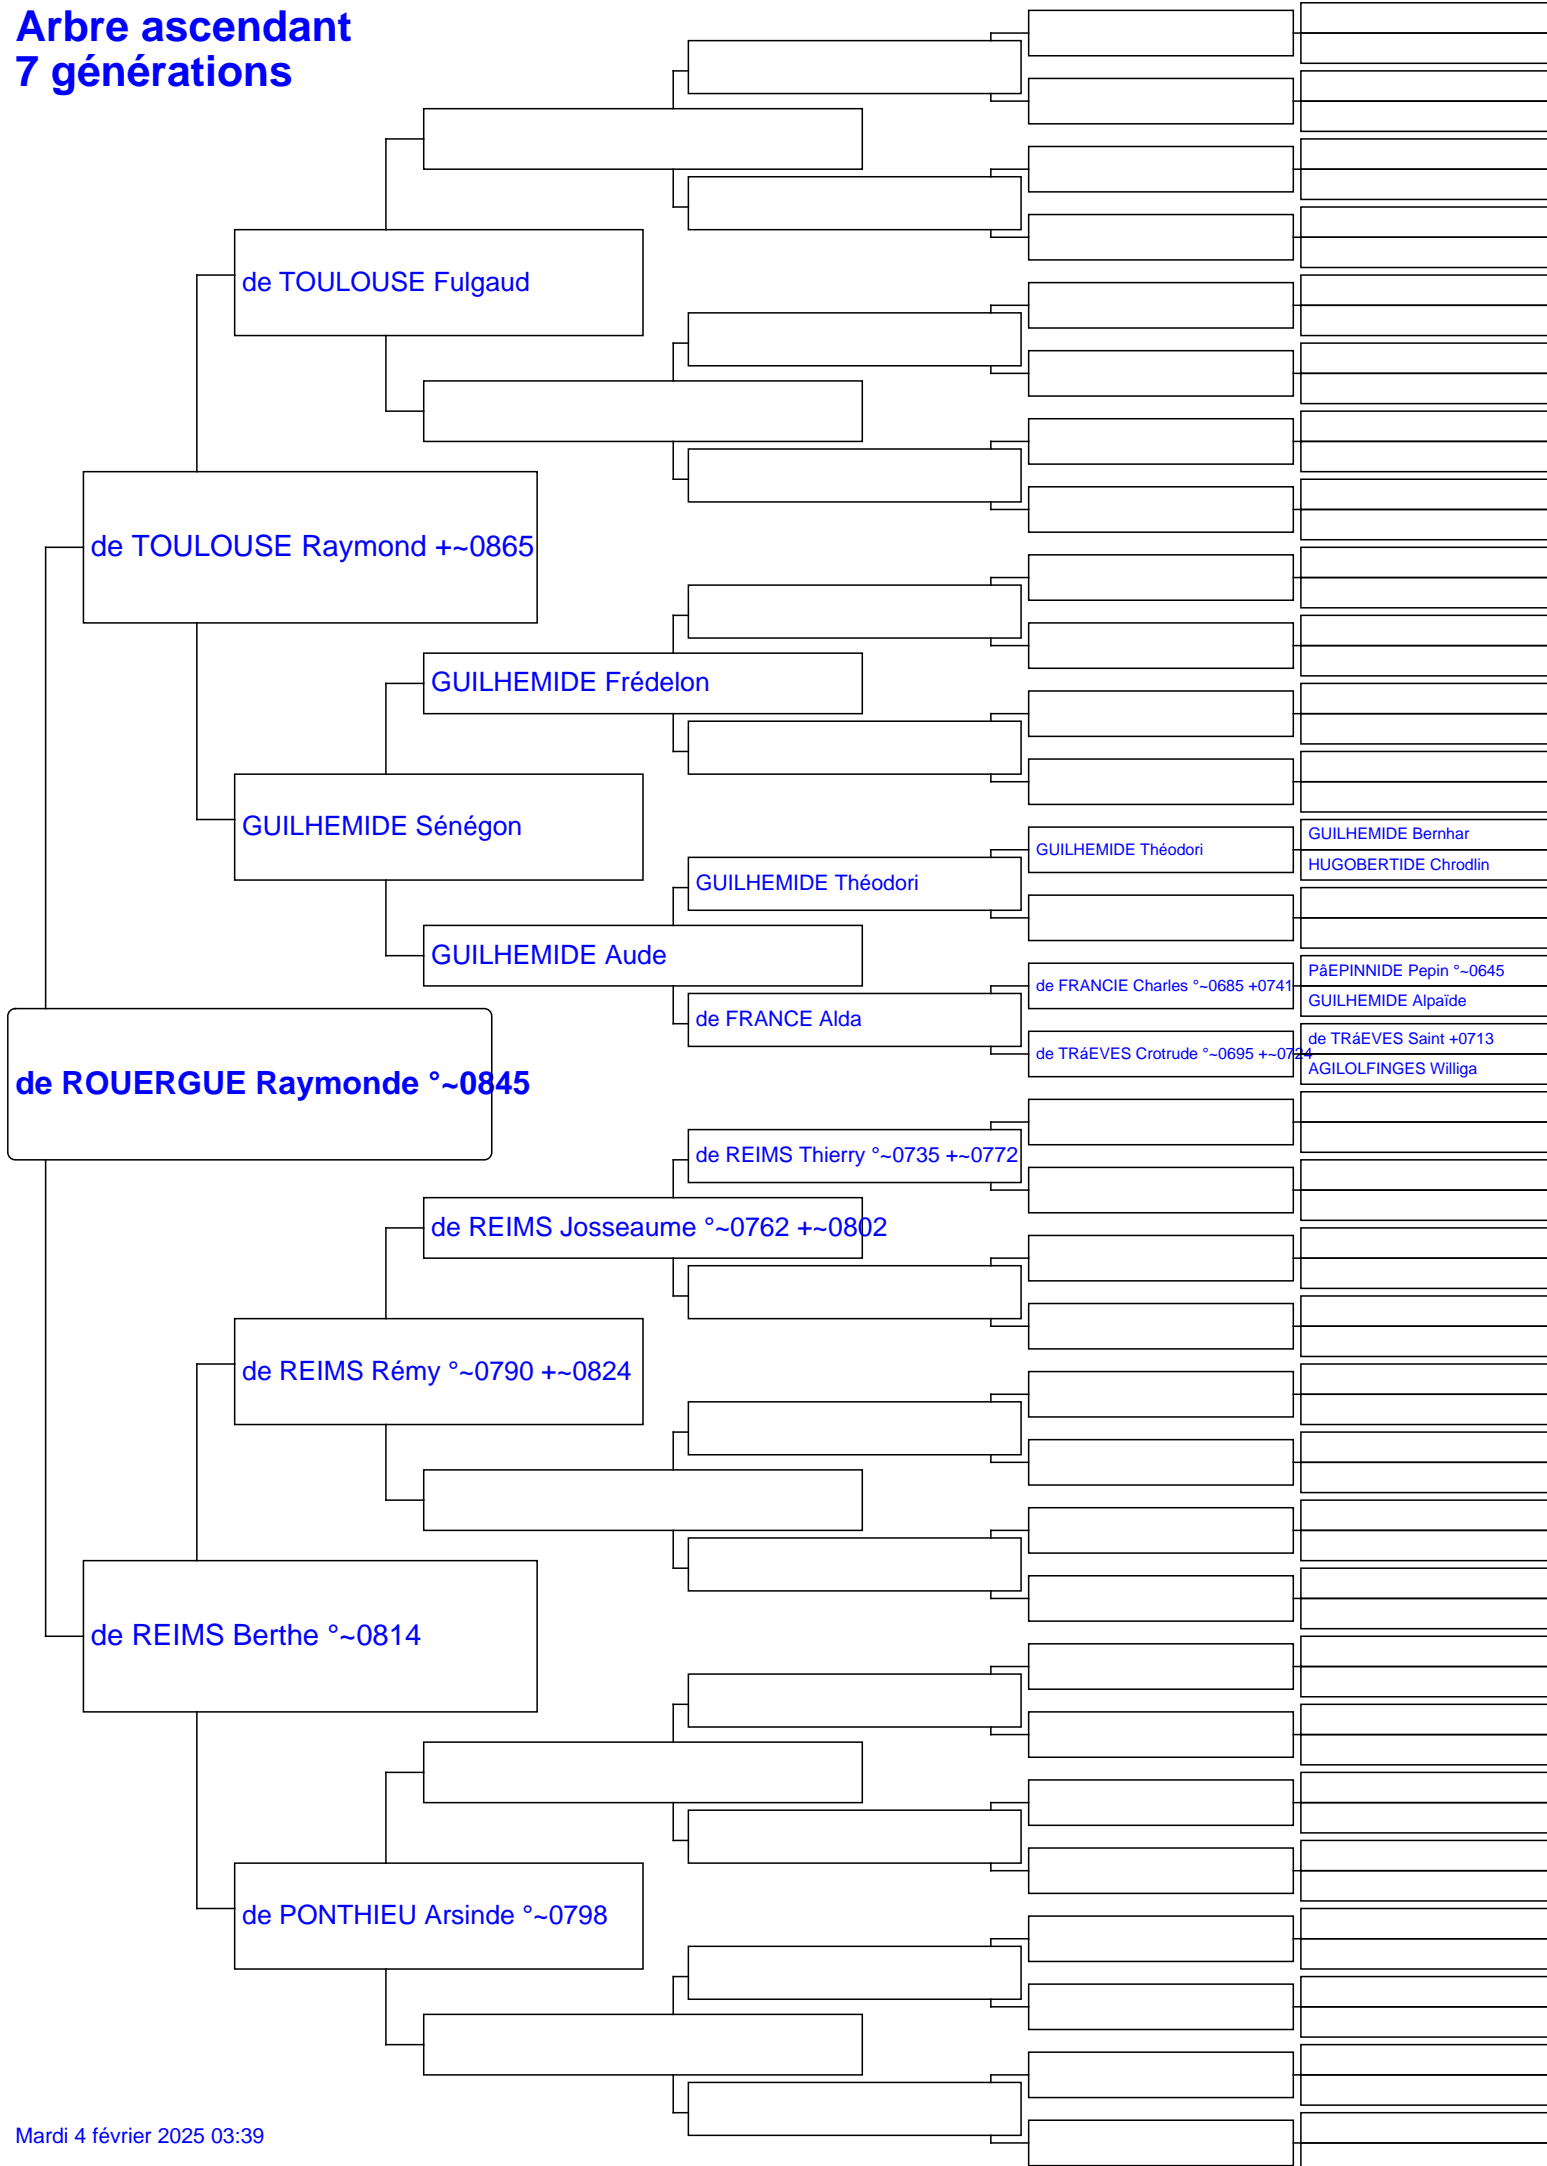 Arbre ascendant
7 générations
de TOULOUSE Fulgaud
de TOULOUSE Raymond +~0865
GUILHEMIDE Frédelon
GUILHEMIDE Sénégon
GUILHEMIDE Bernhar
GUILHEMIDE Théodori
HUGOBERTIDE Chrodlin
GUILHEMIDE Théodori
GUILHEMIDE Aude
PâEPINNIDE Pepin °~0645
de FRANCIE Charles °~0685 +0741
GUILHEMIDE Alpaïde
de FRANCE Alda
de TRáEVES Saint +0713
de TRáEVES Crotrude °~0695 +~0724
AGILOLFINGES Williga
de ROUERGUE Raymonde °~0845
de REIMS Thierry °~0735 +~0772
de REIMS Josseaume °~0762 +~0802
de REIMS Rémy °~0790 +~0824
de REIMS Berthe °~0814
de PONTHIEU Arsinde °~0798
Mardi 4 février 2025 03:39